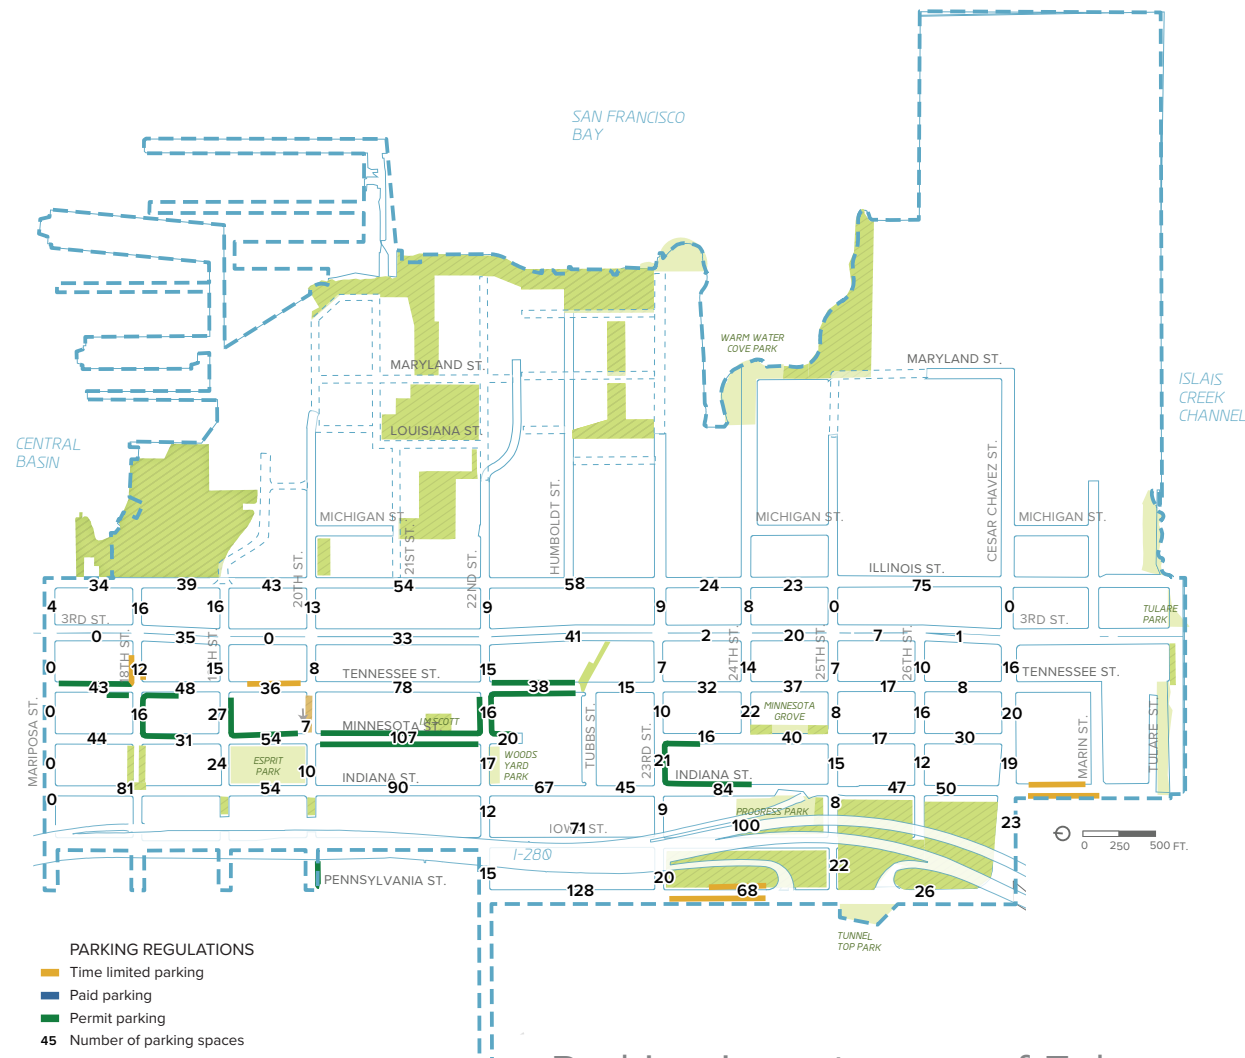 SAN FRANCISCO
BAY
WARM WATER
COVE PARK
MARYLAND ST.
MARYLAND ST.
ISLAIS
CREEK
CHANNEL
LOUISIANA ST.
CENTRAL
BASIN
CESAR CHAVEZ ST.
HUMBOLDT ST.
MICHIGAN ST.
MICHIGAN ST.
MICHIGAN ST.
21ST ST.
20TH ST.
22ND ST.
ILLINOIS ST.
34 39 43 54 58 24 23 75
4 16 16 13 9 9 8 0 0
3RD ST.
3RD ST.
TULARE
PARK
0 35 0 33 41 2 20 7 1
18TH ST.
24TH ST.
25TH ST.
26TH ST.
0 12 15 8 15 7 14 7 10 16
TENNESSEE ST.
TENNESSEE ST.
43 48 36 78 38 15 32 37 17 8
MARIPOSA ST.
TUBBS ST.
23RD ST.
MARIN ST.
TULARE ST.
MINNESOTA
GROVE
0 16 27 7 16 10 22 8 16 20
MINNESOTA ST.
44 31 54 107 20 16 40 17 30
ESPRIT
PARK
WOODS
YARD
PARK
0 24 10 17 21 15 12 19
INDIANA ST.
INDIANA ST.
81 54 90 67 45 84 47 50
0 12 9 8 23
PROGRESS PARK
IOWA ST.
71 100
I-280
15 20 22
PENNSYLVANIA ST.
128 68 26
0 250 500 FT.
TUNNEL
TOP PARK
PARKING REGULATIONS
Time limited parking
Paid parking
Permit parking
45 Number of parking spaces